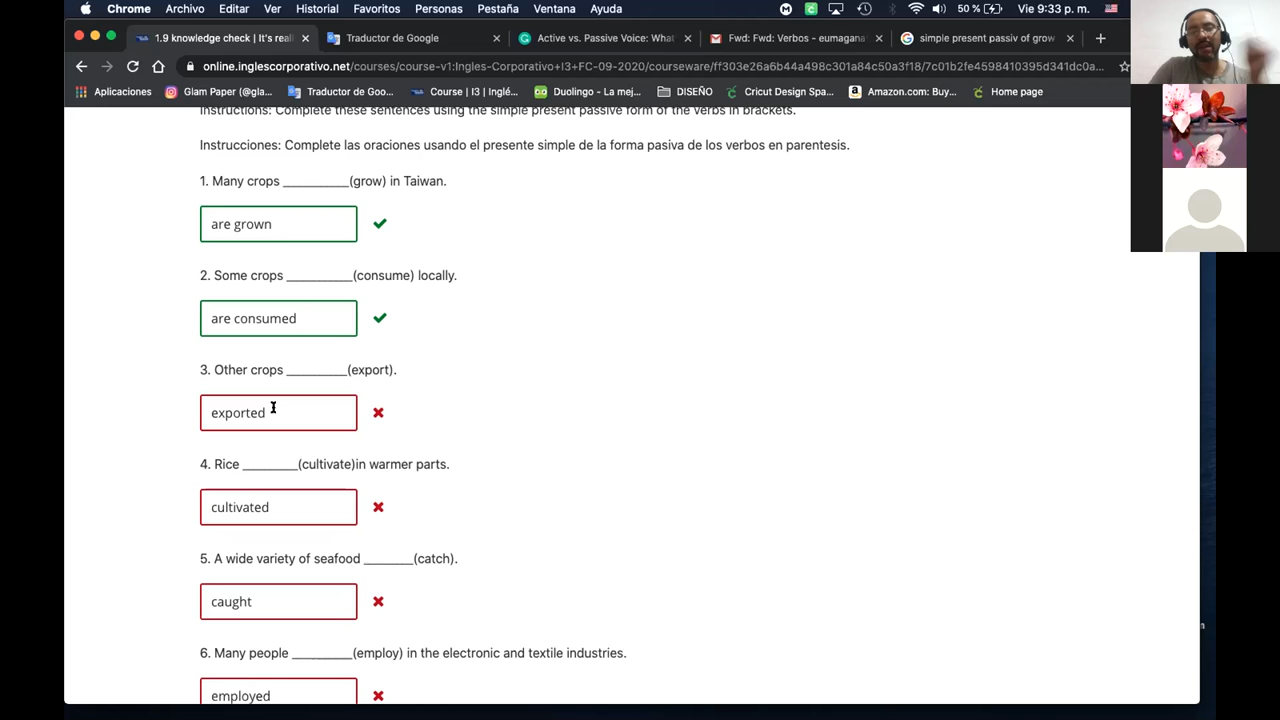 Chrome Archivo Editar Ver Historial Favoritos Personas Pestaña Ventana Ayuda 50 % Vie 9:33 p. m.
1.9 knowledge check | It's reali Traductor de Google Active vs. Passive Voice: What Fwd: Fwd: Verbos - eumagana simple present passiv of grow
online.inglescorporativo.net/courses/course-v1:Ingles-Corporativo+I3+FC-09-2020/courseware/ff303e26a6b44a498c301a84c50a3f18/7c01b2fe4598410395d341dc0a...
Aplicaciones Glam Paper (@gla... Traductor de Goo... Course | I3 | Inglé... Duolingo - La mej... DISEÑO Cricut Design Spa... Amazon.com: Buy... Home page
Instructions: Complete these sentences using the simple present passive form of the verbs in brackets.
Instrucciones: Complete las oraciones usando el presente simple de la forma pasiva de los verbos en parentesis.
1. Many crops ___________(grow) in Taiwan.
are grown
2. Some crops ___________(consume) locally.
are consumed
3. Other crops __________(export).
exported
4. Rice _________(cultivate)in warmer parts.
cultivated
5. A wide variety of seafood ________(catch).
caught
6. Many people __________(employ) in the electronic and textile industries.
employed